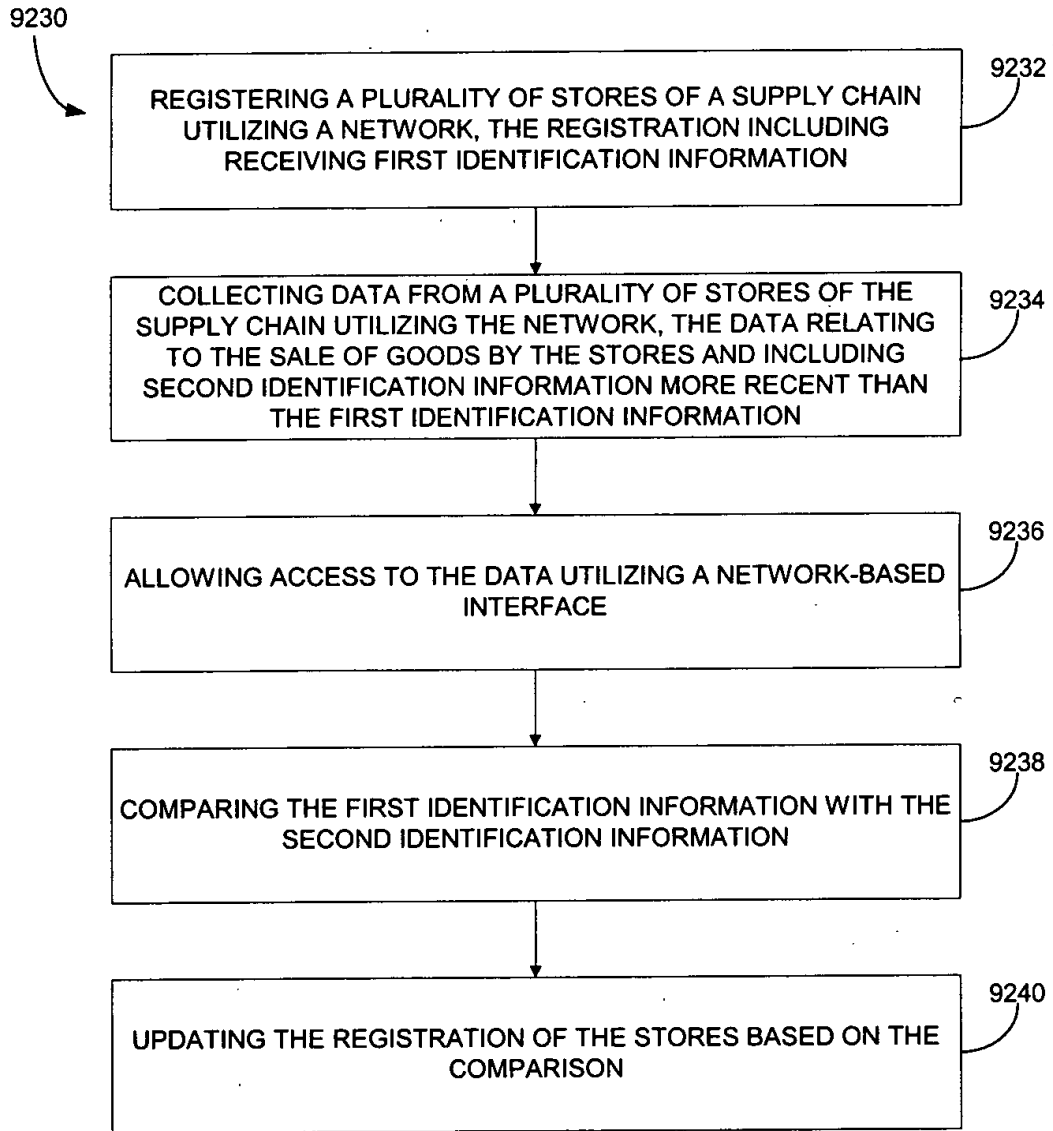 9230
9232
REGISTERING A PLURALITY OF STORES OF A SUPPLY CHAIN
UTILIZING A NETWORK, THE REGISTRATION INCLUDING
RECEIVING FIRST IDENTIFICATION INFORMATION
9234
COLLECTING DATA FROM A PLURALITY OF STORES OF THE
SUPPLY CHAIN UTILIZING THE NETWORK, THE DATA RELATING
TO THE SALE OF GOODS BY THE STORES AND INCLUDING
SECOND IDENTIFICATION INFORMATION MORE RECENT THAN
THE FIRST IDENTIFICATION INFORMATION
9236
ALLOWING ACCESS TO THE DATA UTILIZING A NETWORK-BASED
INTERFACE
9238
COMPARING THE FIRST IDENTIFICATION INFORMATION WITH THE
SECOND IDENTIFICATION INFORMATION
9240
UPDATING THE REGISTRATION OF THE STORES BASED ON THE
COMPARISON